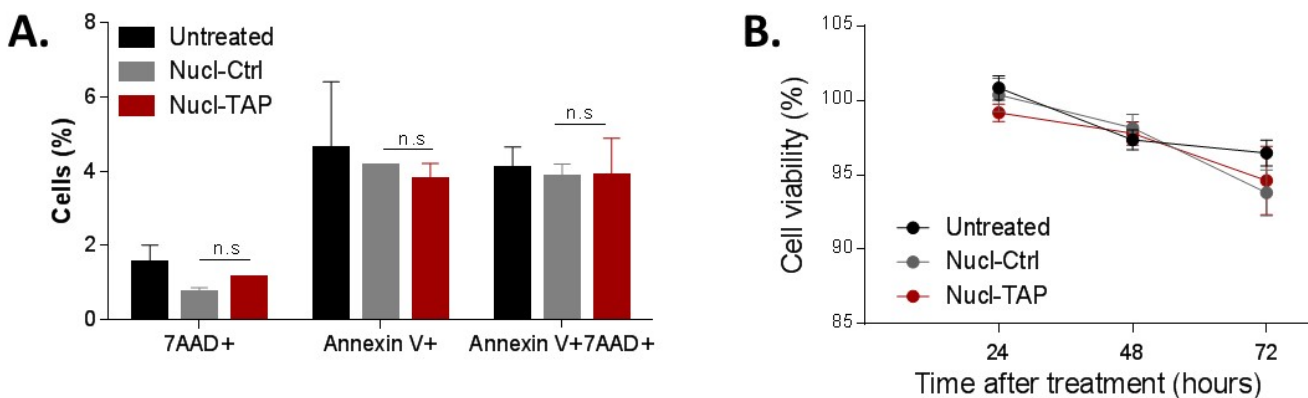 A.
8
6
4
2
0
Cells (%)
Untreated
Nucl-Ctrl
Nucl-TAP
n.s
n.s
n.s
7AAD+
Annexin V+
Annexin V+7AAD+
B.
105
100
95
90
85
Cell viability (%)
Untreated
Nucl-Ctrl
Nucl-TAP
24
48
72
Time after treatment (hours)